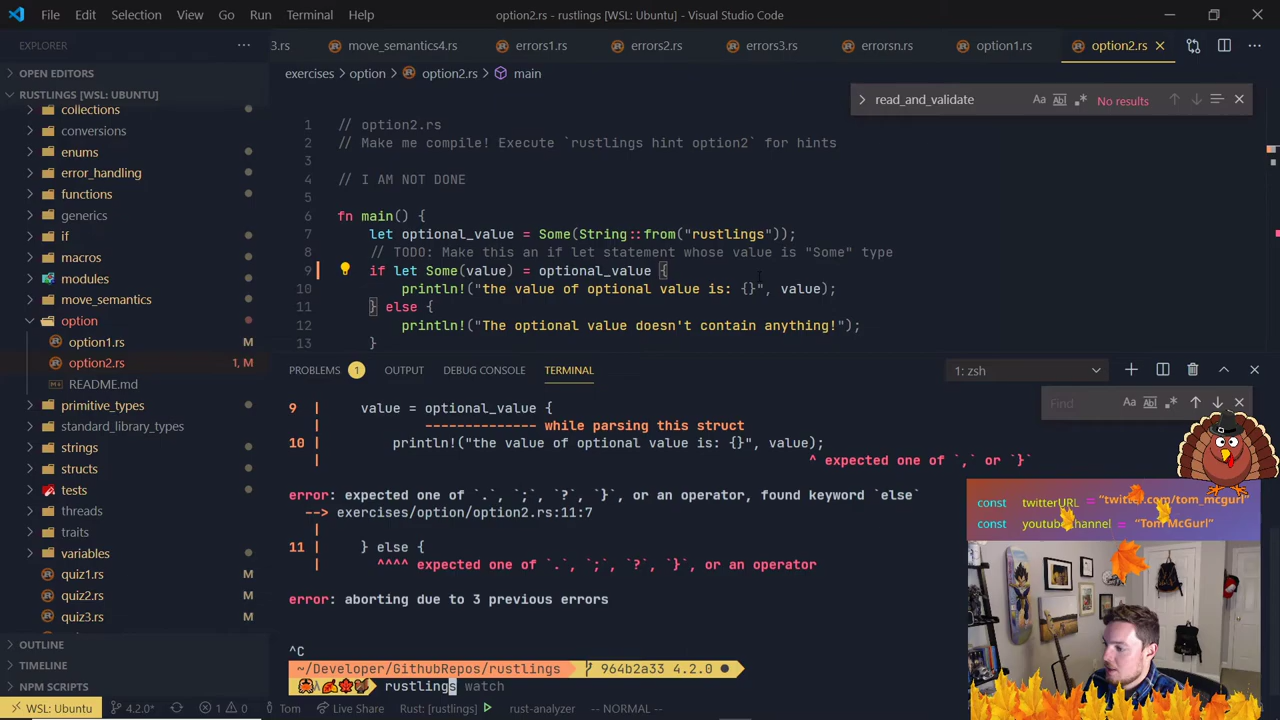 File Edit Selection View Go Run Terminal Help option2.rs - rustlings [WSL: Ubuntu] - Visual Studio Code
EXPLORER ··· 3.rs move_semantics4.rs errors1.rs errors2.rs errors3.rs errorsn.rs option1.rs option2.rs
OPEN EDITORS
RUSTLINGS [WSL: UBUNTU]
collections
conversions
enums
error_handling
functions
generics
if
macros
modules
move_semantics
option
option1.rs M
option2.rs 1, M
README.md
primitive_types
standard_library_types
strings
structs
tests
threads
traits
variables
quiz1.rs M
quiz2.rs M
quiz3.rs M
OUTLINE
TIMELINE
NPM SCRIPTS
exercises > option > option2.rs > main
read_and_validate Aa Abl .* No results
1 // option2.rs
2 // Make me compile! Execute `rustlings hint option2` for hints
3
4 // I AM NOT DONE
5
6 fn main() {
7 let optional_value = Some(String::from("rustlings"));
8 // TODO: Make this an if let statement whose value is "Some" type
9 if let Some(value) = optional_value {
10 println!("the value of optional value is: {}", value);
11 } else {
12 println!("The optional value doesn't contain anything!");
13 }
PROBLEMS 1 OUTPUT DEBUG CONSOLE TERMINAL 1: zsh
Find Aa Abl .*
9 | value = optional_value {
| -------------- while parsing this struct
10 | println!("the value of optional value is: {}", value);
| ^ expected one of `,` or `}`
error: expected one of `.`, `;`, `?`, `}`, or an operator, found keyword `else`
--> exercises/option/option2.rs:11:7
|
11 | } else {
| ^^^^ expected one of `.`, `;`, `?`, `}`, or an operator
error: aborting due to 3 previous errors
^C
~/Developer/GithubRepos/rustlings 964b2a33 4.2.0 ●
rustlings watch
const twitterURL = "twitter.com/tom_mcgurl"
const youtubeChannel = "Tom McGurl"
WSL: Ubuntu 4.2.0* 1 0 Tom Live Share Rust: [rustlings] rust-analyzer -- NORMAL --